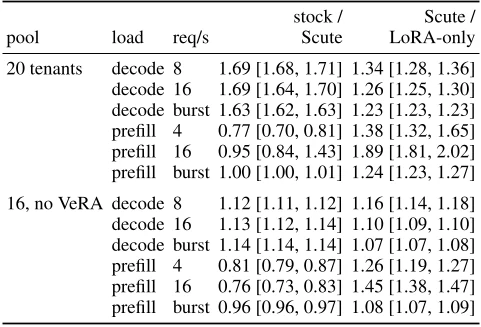 stock / Scute /
pool load req/s Scute LoRA-only
20 tenants decode 8 1.69 [1.68, 1.71] 1.34 [1.28, 1.36]
decode 16 1.69 [1.64, 1.70] 1.26 [1.25, 1.30]
decode burst 1.63 [1.62, 1.63] 1.23 [1.23, 1.23]
prefill 4 0.77 [0.70, 0.81] 1.38 [1.32, 1.65]
prefill 16 0.95 [0.84, 1.43] 1.89 [1.81, 2.02]
prefill burst 1.00 [1.00, 1.01] 1.24 [1.23, 1.27]
16, no VeRA decode 8 1.12 [1.11, 1.12] 1.16 [1.14, 1.18]
decode 16 1.13 [1.12, 1.14] 1.10 [1.09, 1.10]
decode burst 1.14 [1.14, 1.14] 1.07 [1.07, 1.08]
prefill 4 0.81 [0.79, 0.87] 1.26 [1.19, 1.27]
prefill 16 0.76 [0.73, 0.83] 1.45 [1.38, 1.47]
prefill burst 0.96 [0.96, 0.97] 1.08 [1.07, 1.09]